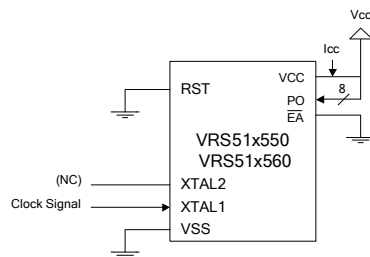 Vcc
Icc
VCC
RST
8
PO
EA
VRS51x550
VRS51x560
(NC)
XTAL2
Clock Signal
XTAL1
VSS